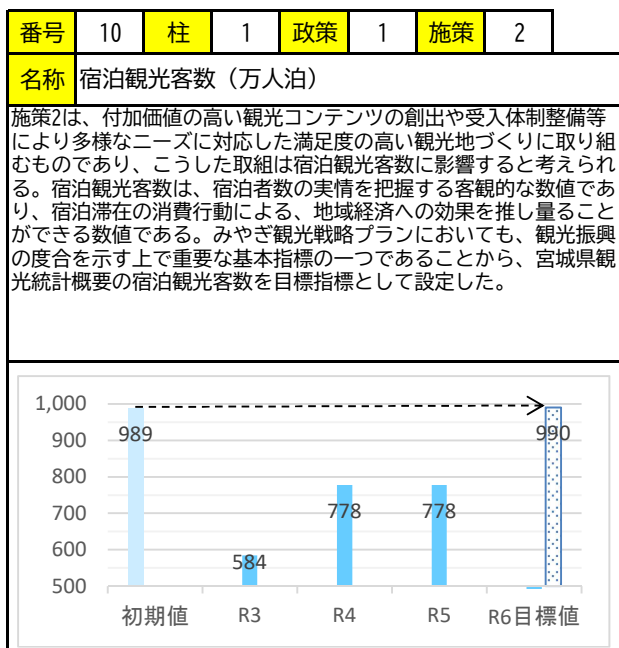 番号 10 柱 1 政策 1 施策 2
名称 宿泊観光客数（万人泊）
施策2は、付加価値の高い観光コンテンツの創出や受入体制整備等
により多様なニーズに対応した満足度の高い観光地づくりに取り組
むものであり、こうした取組は宿泊観光客数に影響すると考えられ
る。宿泊観光客数は、宿泊者数の実情を把握する客観的な数値であ
り、宿泊滞在の消費行動による、地域経済への効果を推し量ること
ができる数値である。みやぎ観光戦略プランにおいても、観光振興
の度合を示す上で重要な基本指標の一つであることから、宮城県観
光統計概要の宿泊観光客数を目標指標として設定した。
1,000
900
800
700
600
500
989
584
778
778
990
初期値 R3 R4 R5 R6目標値